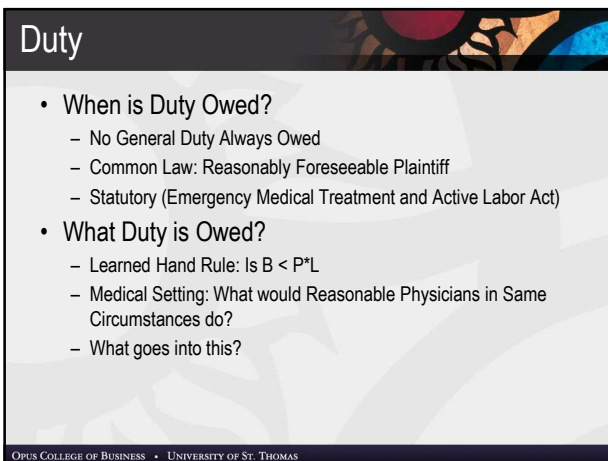 Duty
• When is Duty Owed?
– No General Duty Always Owed
– Common Law: Reasonably Foreseeable Plaintiff
– Statutory (Emergency Medical Treatment and Active Labor Act)
• What Duty is Owed?
– Learned Hand Rule: Is B < P*L
– Medical Setting: What would Reasonable Physicians in Same
Circumstances do?
– What goes into this?
OPUS COLLEGE OF BUSINESS • UNIVERSITY OF ST. THOMAS